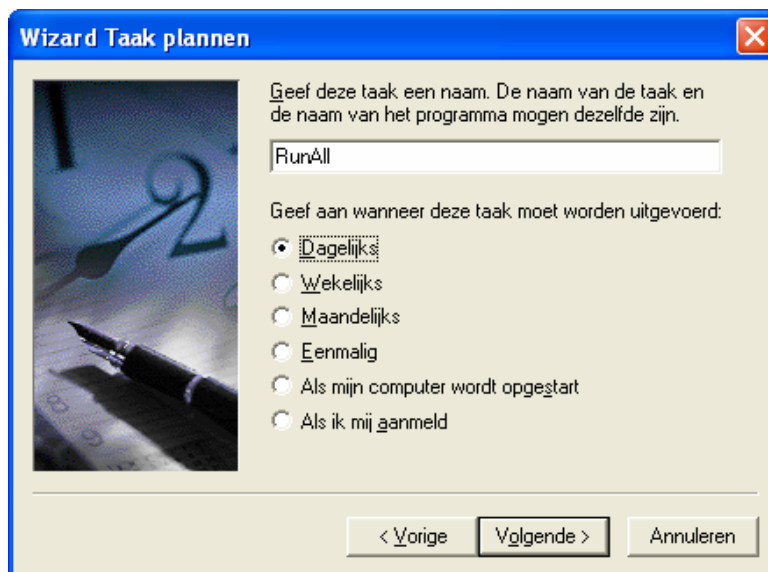 Wizard Taak plannen
Geef deze taak een naam. De naam van de taak en
de naam van het programma mogen dezelfde zijn.
RunAll
Geef aan wanneer deze taak moet worden uitgevoerd:
Dagelijks
Wekelijks
Maandelijks
Eenmalig
Als mijn computer wordt opgestart
Als ik mij aanmeld
< Vorige
Volgende >
Annuleren